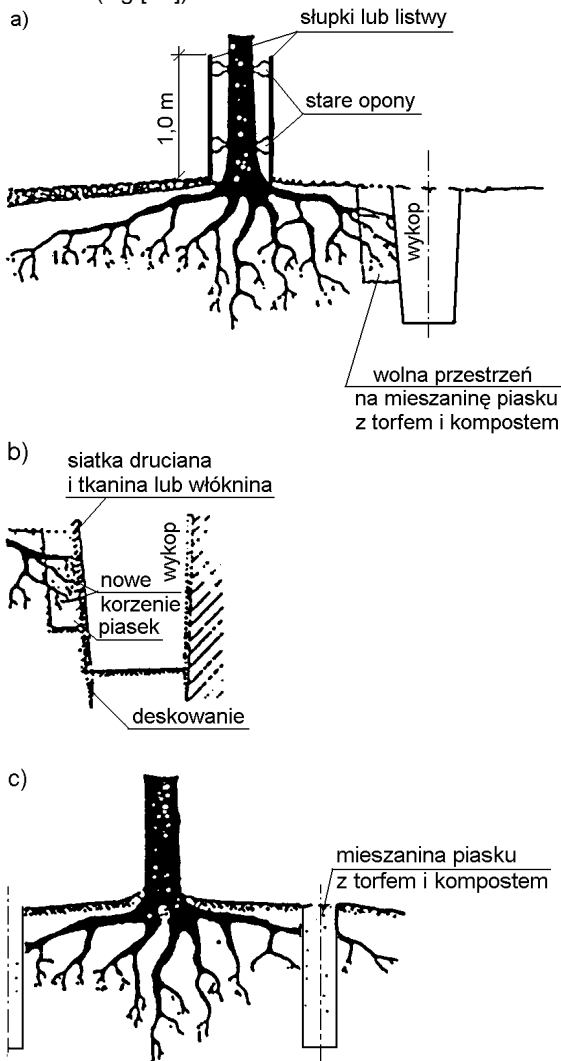 a)
słupki lub listwy
stare opony
1,0 m
wykop
wolna przestrzeń
na mieszaninę piasku
z torfem i kompostem
b)
siatka druciana
i tkanina lub włóknina
wykop
nowe
korzenie
piasek
deskowanie
c)
mieszanina piasku
z torfem i kompostem